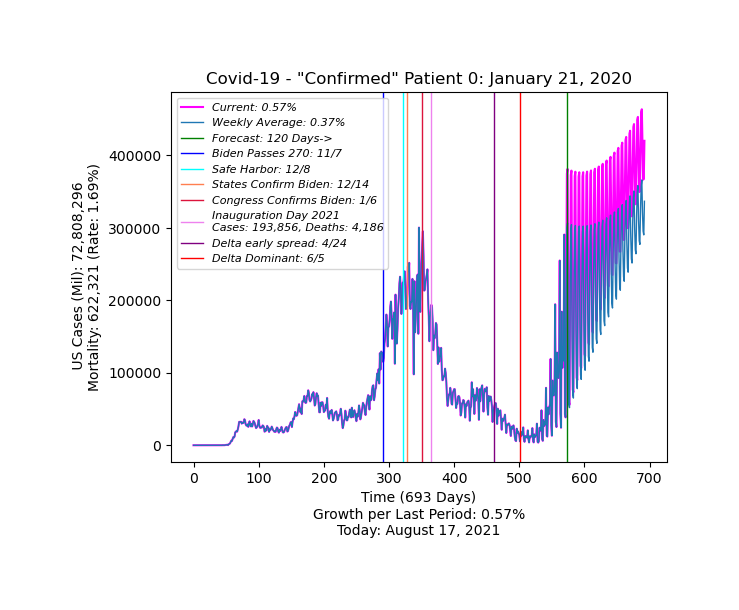 Covid-19 - "Confirmed" Patient 0: January 21, 2020
Current: 0.57%
Weekly Average: 0.37%
Forecast: 120 Days->
Biden Passes 270: 11/7
Safe Harbor: 12/8
States Confirm Biden: 12/14
Congress Confirms Biden: 1/6
Inauguration Day 2021
Cases: 193,856, Deaths: 4,186
Delta early spread: 4/24
Delta Dominant: 6/5
US Cases (Mil): 72,808,296
Mortality: 622,321 (Rate: 1.69%)
400000
300000
200000
100000
0
0 100 200 300 400 500 600 700
Time (693 Days)
Growth per Last Period: 0.57%
Today: August 17, 2021